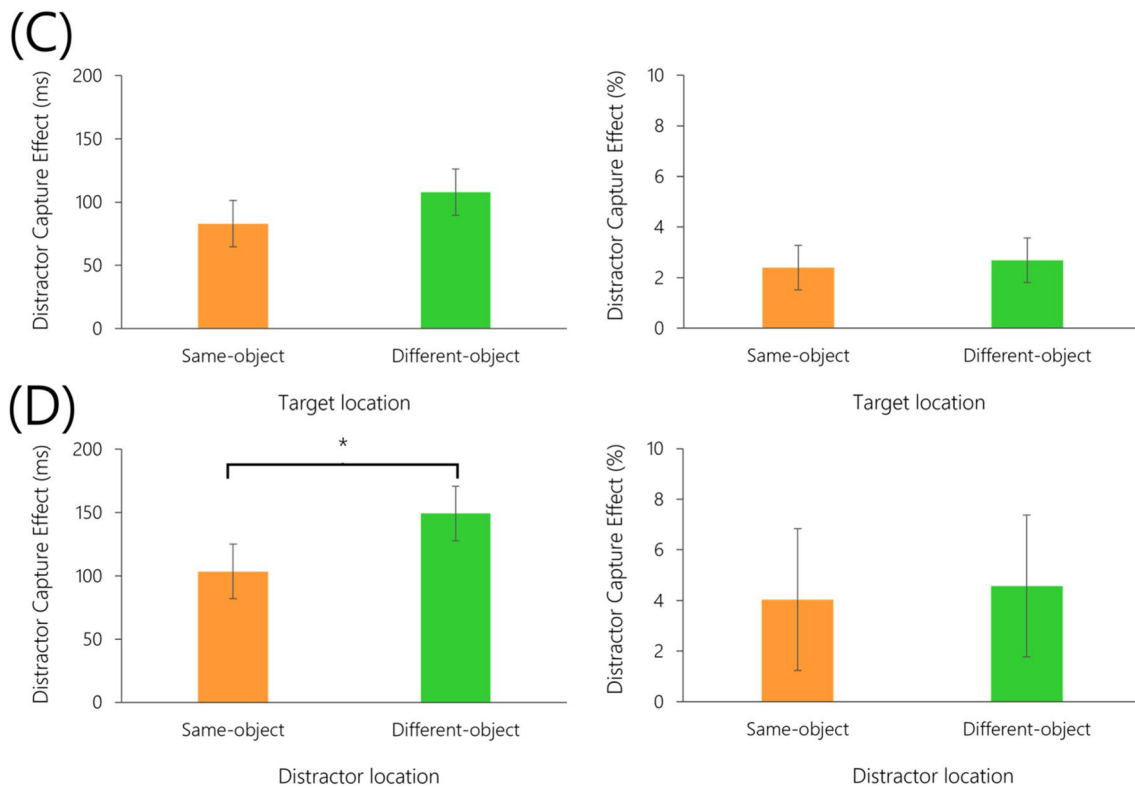 (C)
Distractor Capture Effect (ms)
200
150
100
50
0
Same-object
Different-object
Target location
Distractor Capture Effect (%)
10
8
6
4
2
0
Same-object
Different-object
Target location
(D)
Distractor Capture Effect (ms)
200
150
100
50
0
*
Same-object
Different-object
Distractor location
Distractor Capture Effect (%)
10
8
6
4
2
0
Same-object
Different-object
Distractor location